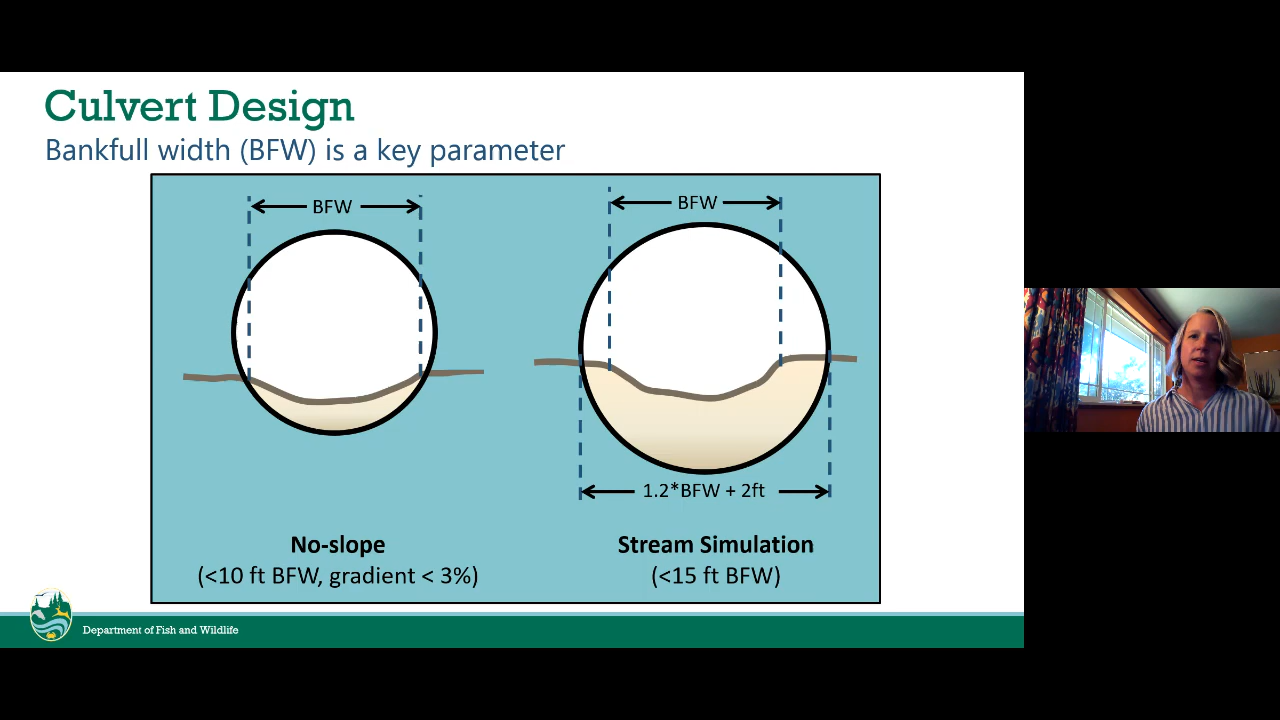 Culvert Design
Bankfull width (BFW) is a key parameter
BFW
BFW
1.2*BFW + 2ft
No-slope
(<10 ft BFW, gradient < 3%)
Stream Simulation
(<15 ft BFW)
Department of Fish and Wildlife